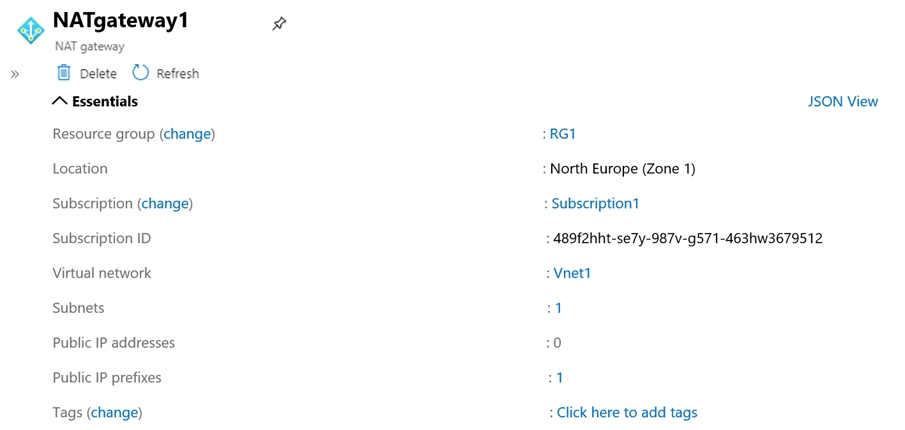 NATgateway1
NAT gateway
» Delete Refresh
Essentials JSON View
Resource group (change) : RG1
Location : North Europe (Zone 1)
Subscription (change) : Subscription1
Subscription ID : 489f2hht-se7y-987v-g571-463hw3679512
Virtual network : Vnet1
Subnets : 1
Public IP addresses : 0
Public IP prefixes : 1
Tags (change) : Click here to add tags